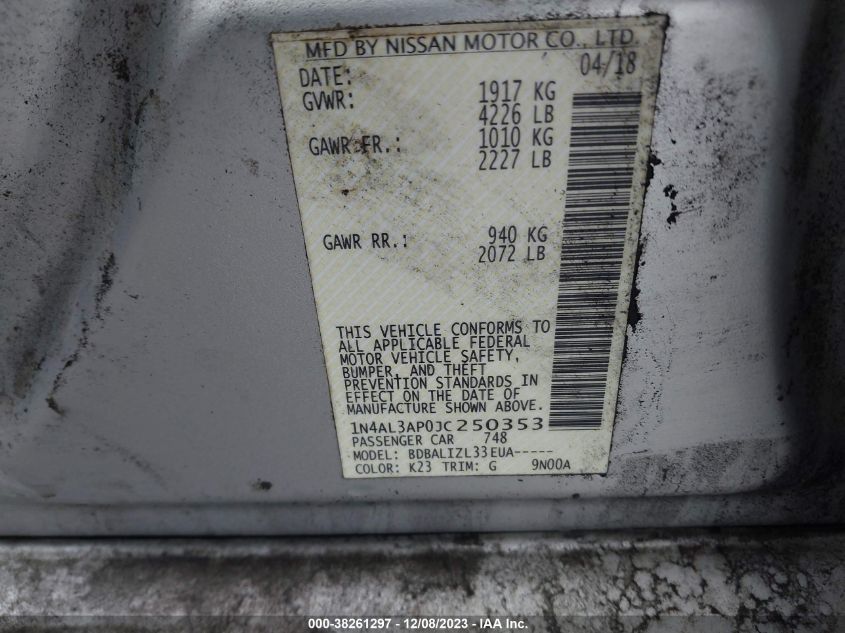 MFD BY NISSAN MOTOR CO., LTD.
DATE: 04/18
GVWR: 1917 KG
4226 LB
GAWR FR.: 1010 KG
2227 LB
GAWR RR.: 940 KG
2072 LB
THIS VEHICLE CONFORMS TO
ALL APPLICABLE FEDERAL
MOTOR VEHICLE SAFETY,
BUMPER, AND THEFT
PREVENTION STANDARDS IN
EFFECT ON THE DATE OF
MANUFACTURE SHOWN ABOVE.
1N4AL3AP0JC250353
PASSENGER CAR 748
MODEL: BDBALIZL33EUA-----
COLOR: K23 TRIM: G 9N00A
000-38261297 - 12/08/2023 - IAA Inc.